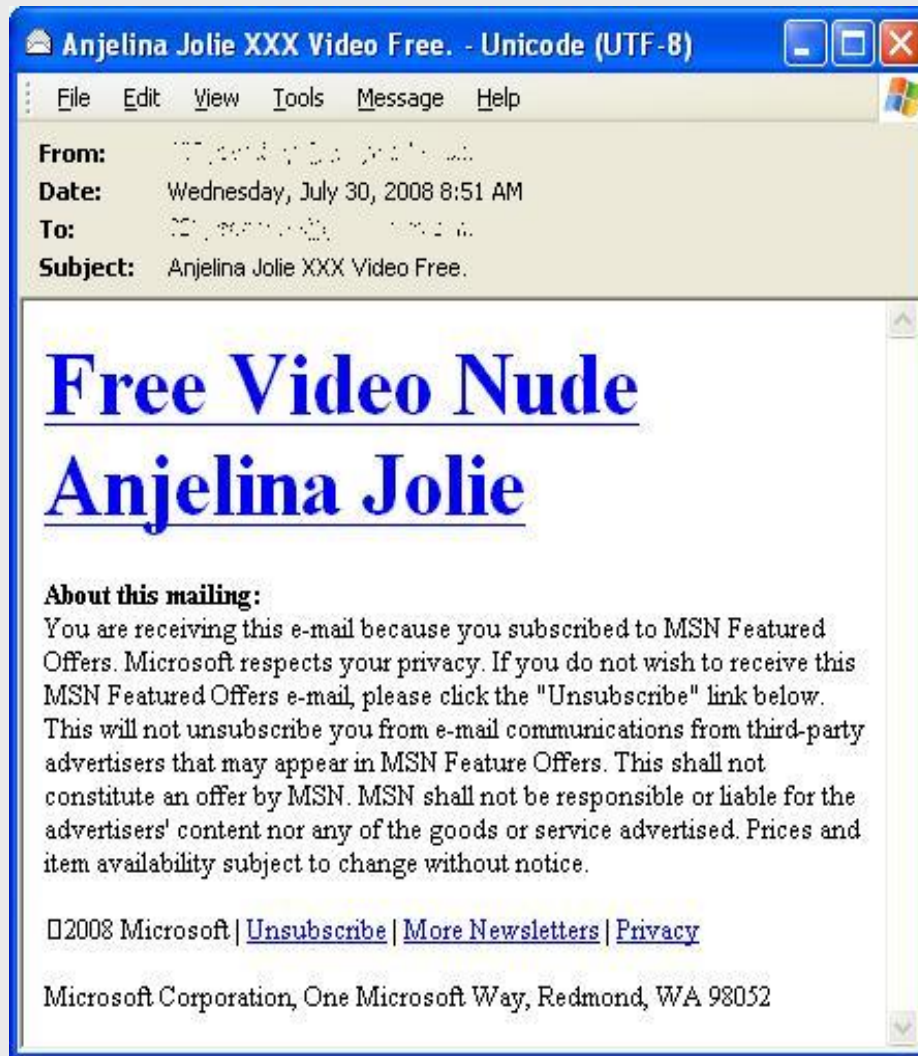 Anjelina Jolie XXX Video Free. - Unicode (UTF-8)
File Edit View Tools Message Help
From:
Date: Wednesday, July 30, 2008 8:51 AM
To:
Subject: Anjelina Jolie XXX Video Free.
Free Video Nude
Anjelina Jolie
About this mailing:
You are receiving this e-mail because you subscribed to MSN Featured
Offers. Microsoft respects your privacy. If you do not wish to receive this
MSN Featured Offers e-mail, please click the "Unsubscribe" link below.
This will not unsubscribe you from e-mail communications from third-party
advertisers that may appear in MSN Feature Offers. This shall not
constitute an offer by MSN. MSN shall not be responsible or liable for the
advertisers' content nor any of the goods or service advertised. Prices and
item availability subject to change without notice.
▯2008 Microsoft | Unsubscribe | More Newsletters | Privacy
Microsoft Corporation, One Microsoft Way, Redmond, WA 98052